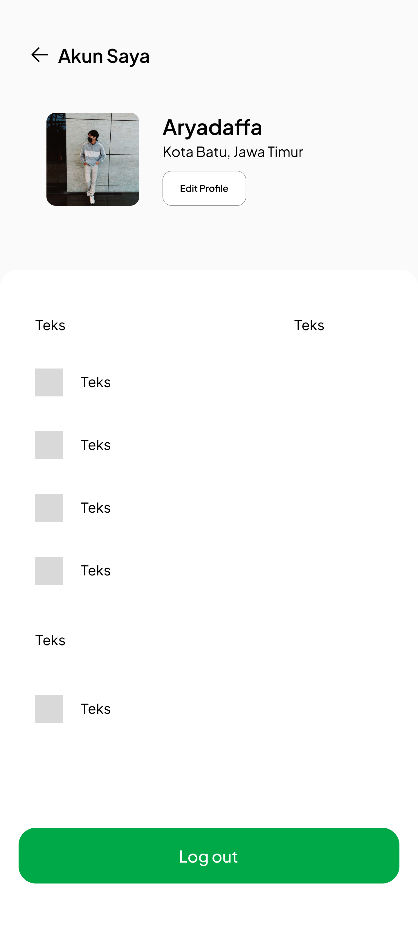 Akun Saya
Aryadaffa
Kota Batu, Jawa Timur
Edit Profile
Teks Teks
Teks
Teks
Teks
Teks
Teks
Teks
Log out